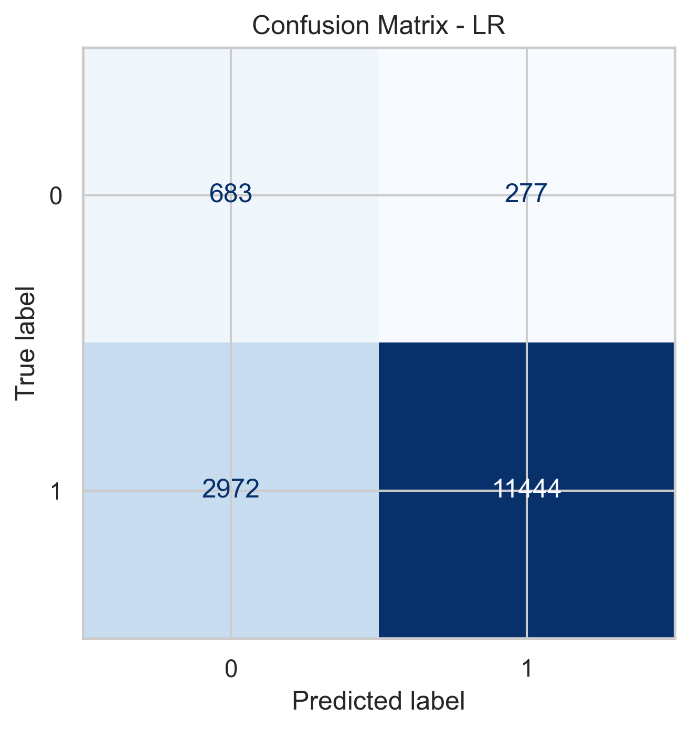 Confusion Matrix - LR
0
683
277
True label
1
2972
11444
0
1
Predicted label